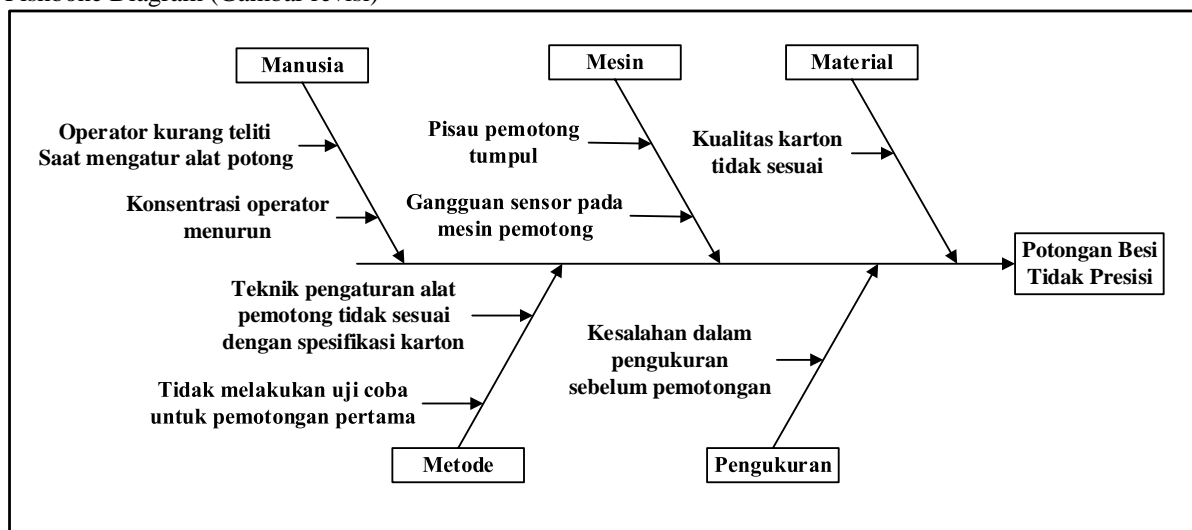 Fishbone Diagram (Gambar revisi)
Manusia
Mesin
Material
Operator kurang teliti
Saat mengatur alat potong
Pisau pemotong
tumpul
Kualitas karton
tidak sesuai
Konsentrasi operator
menurun
Gangguan sensor pada
mesin pemotong
Potongan Besi
Tidak Presisi
Teknik pengaturan alat
pemotong tidak sesuai
dengan spesifikasi karton
Kesalahan dalam
pengukuran
sebelum pemotongan
Tidak melakukan uji coba
untuk pemotongan pertama
Metode
Pengukuran